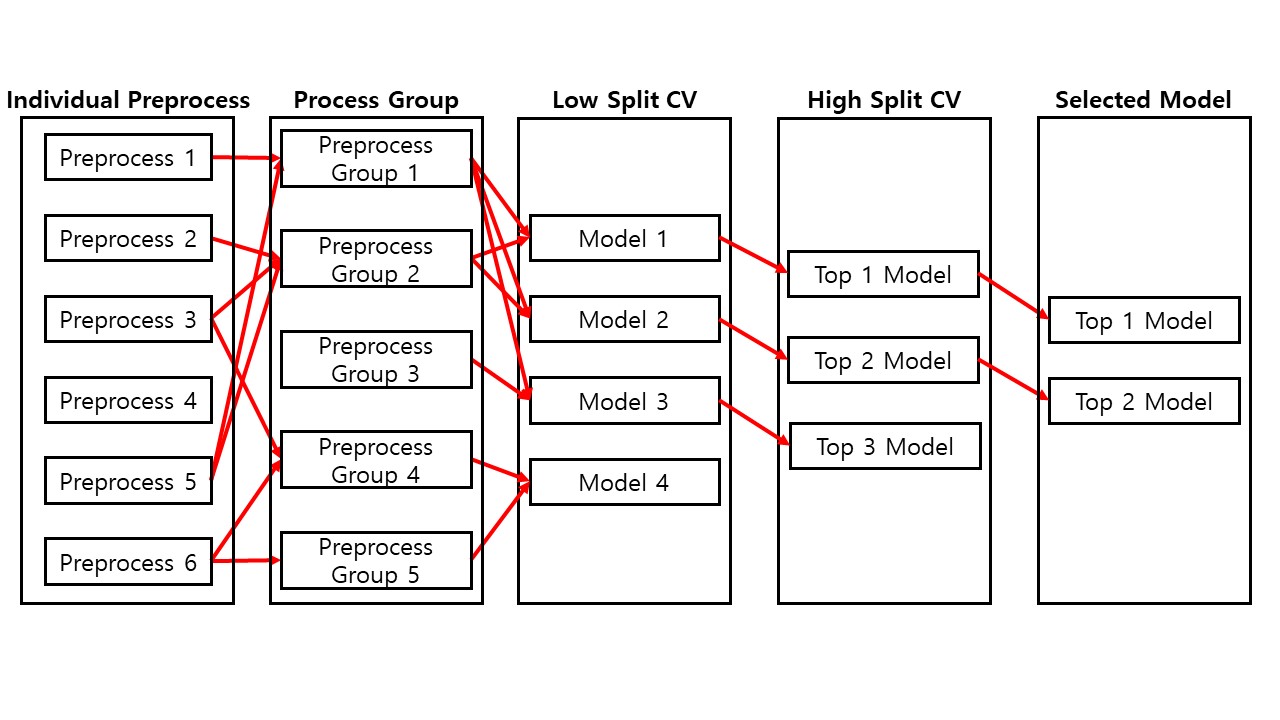 Individual Preprocess
Preprocess 1
Preprocess 2
Preprocess 3
Preprocess 4
Preprocess 5
Preprocess 6
Process Group
Preprocess
Group 1
Preprocess
Group 2
Preprocess
Group 3
Preprocess
Group 4
Preprocess
Group 5
Low Split CV
Model 1
Model 2
Model 3
Model 4
High Split CV
Top 1 Model
Top 2 Model
Top 3 Model
Selected Model
Top 1 Model
Top 2 Model